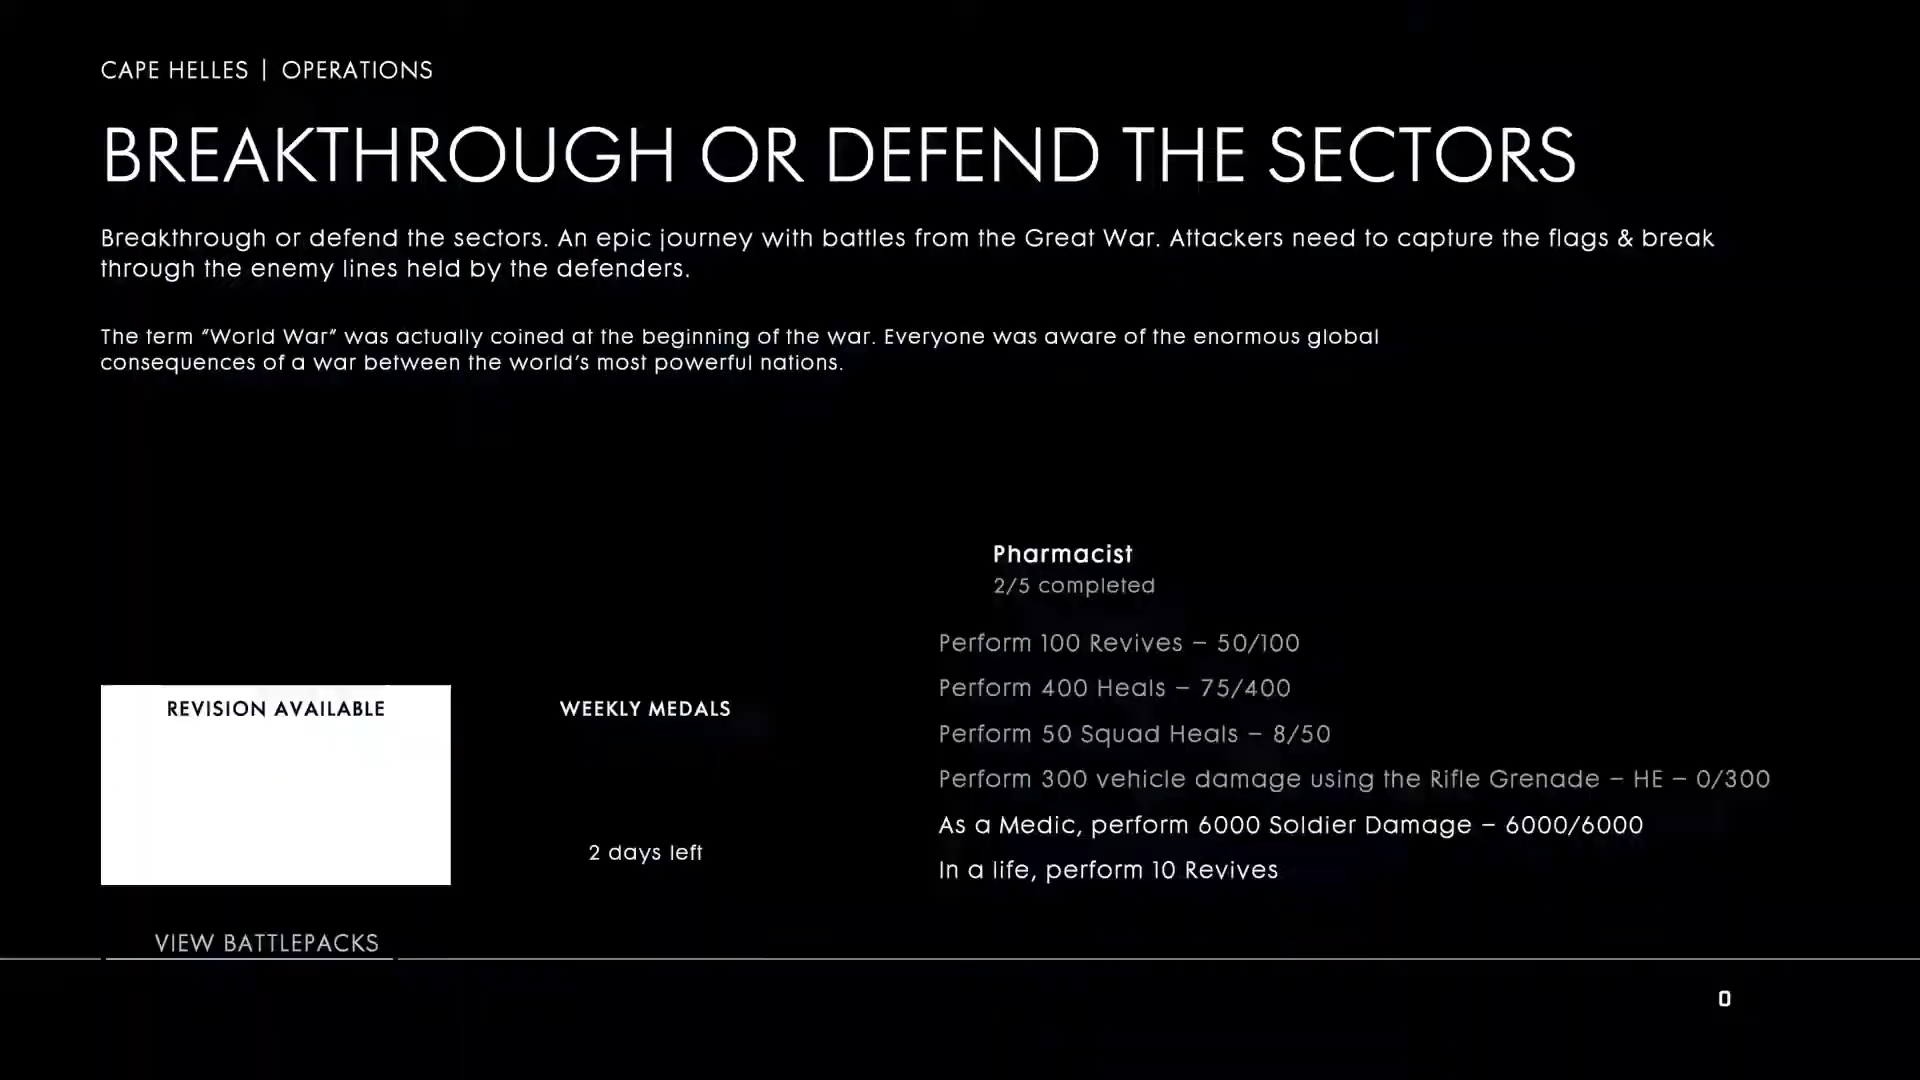 CAPE HELLES | OPERATIONS
BREAKTHROUGH OR DEFEND THE SECTORS
Breakthrough or defend the sectors. An epic journey with battles from the Great War. Attackers need to capture the flags & break
through the enemy lines held by the defenders.
The term “World War” was actually coined at the beginning of the war. Everyone was aware of the enormous global
consequences of a war between the world’s most powerful nations.
Pharmacist
2/5 completed
Perform 100 Revives – 50/100
Perform 400 Heals – 75/400
Perform 50 Squad Heals – 8/50
Perform 300 vehicle damage using the Rifle Grenade – HE – 0/300
As a Medic, perform 6000 Soldier Damage – 6000/6000
In a life, perform 10 Revives
REVISION AVAILABLE
WEEKLY MEDALS
2 days left
VIEW BATTLEPACKS
0